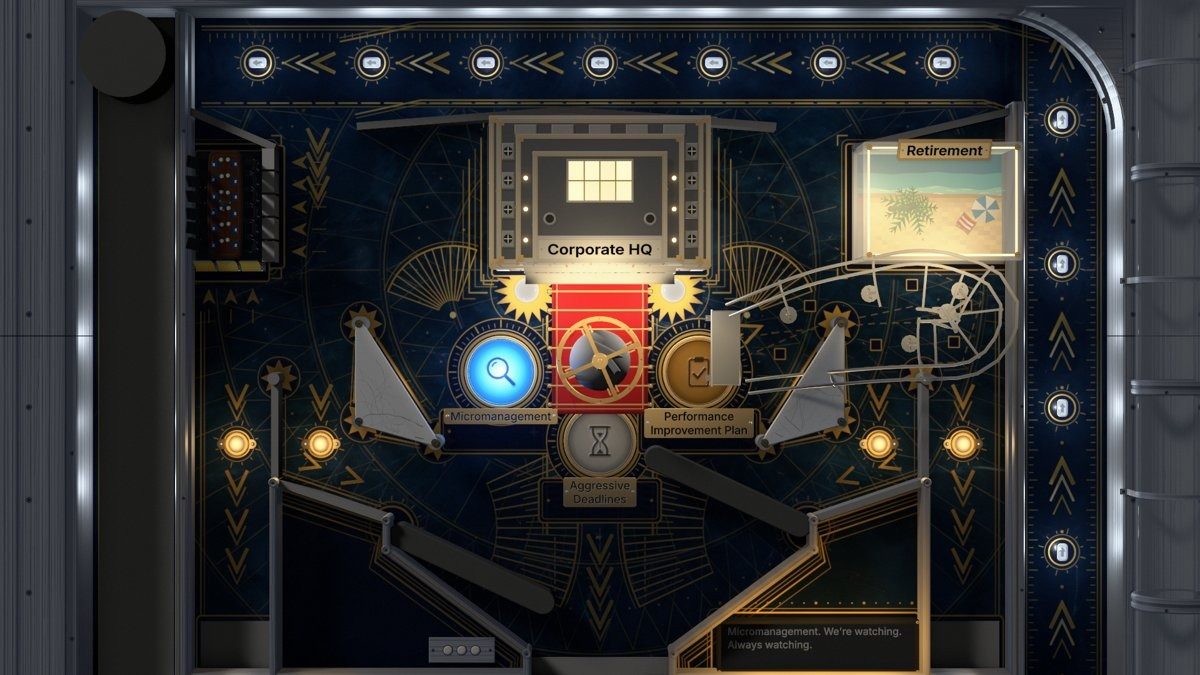 Retirement
Corporate HQ
Micromanagement
Performance
Improvement Plan
Aggressive
Deadlines
Micromanagement. We're watching.
Always watching.